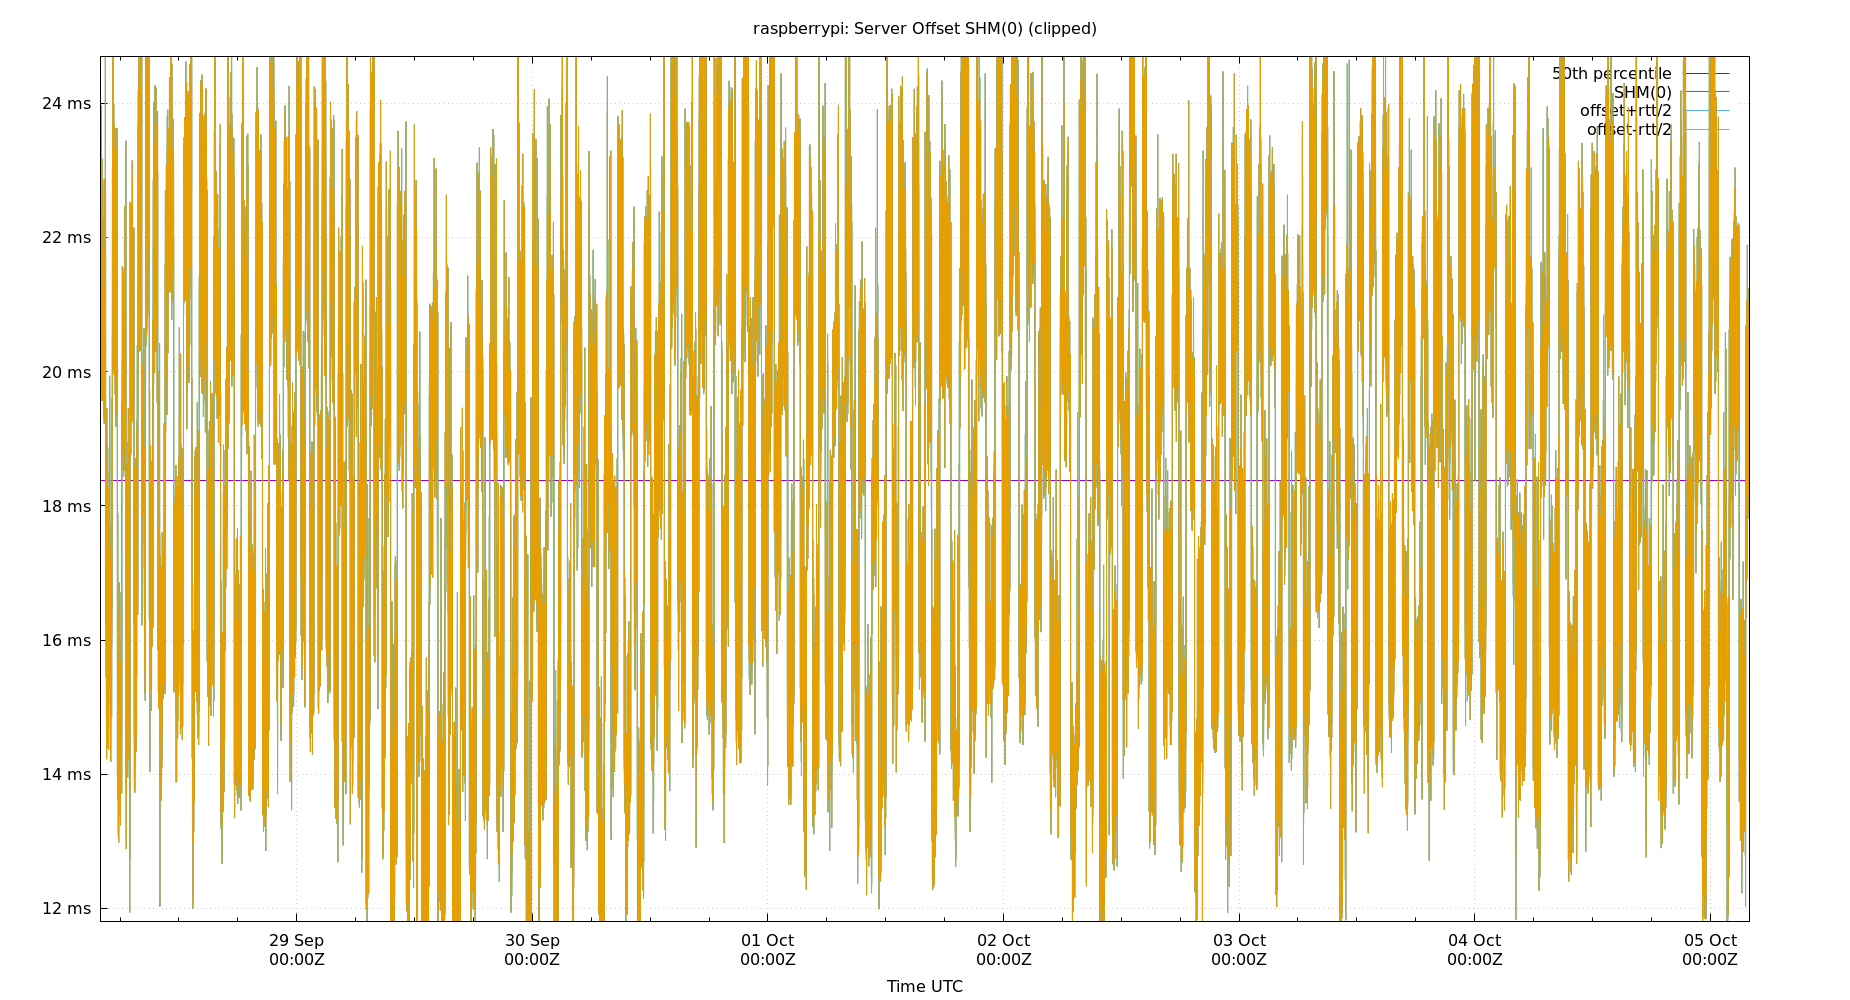 raspberrypi: Server Offset SHM(0) (clipped)
50th percentile
SHM(0)
offset+rtt/2
offset-rtt/2
24 ms
22 ms
20 ms
18 ms
16 ms
14 ms
12 ms
29 Sep 30 Sep 01 Oct 02 Oct 03 Oct 04 Oct 05 Oct
00:00Z 00:00Z 00:00Z 00:00Z 00:00Z 00:00Z 00:00Z
Time UTC